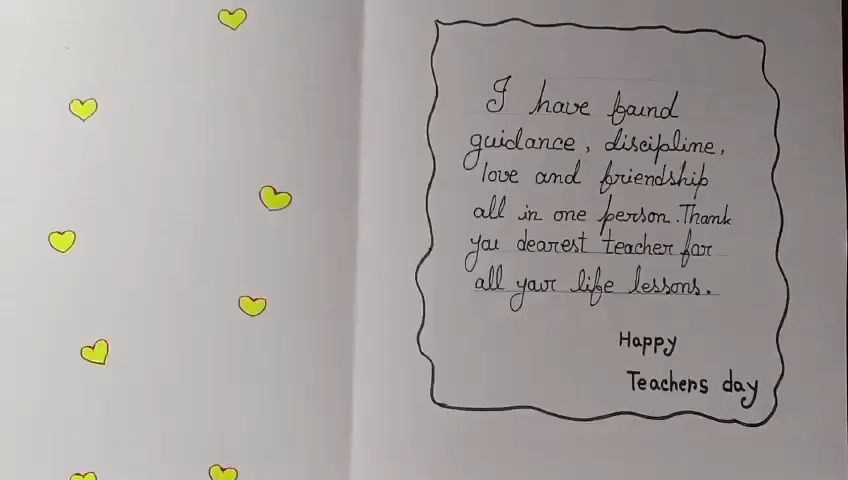 I have found
guidance, discipline,
love and friendship
all in one person. Thank
you dearest teacher for
all your life lessons.
Happy
Teachers day